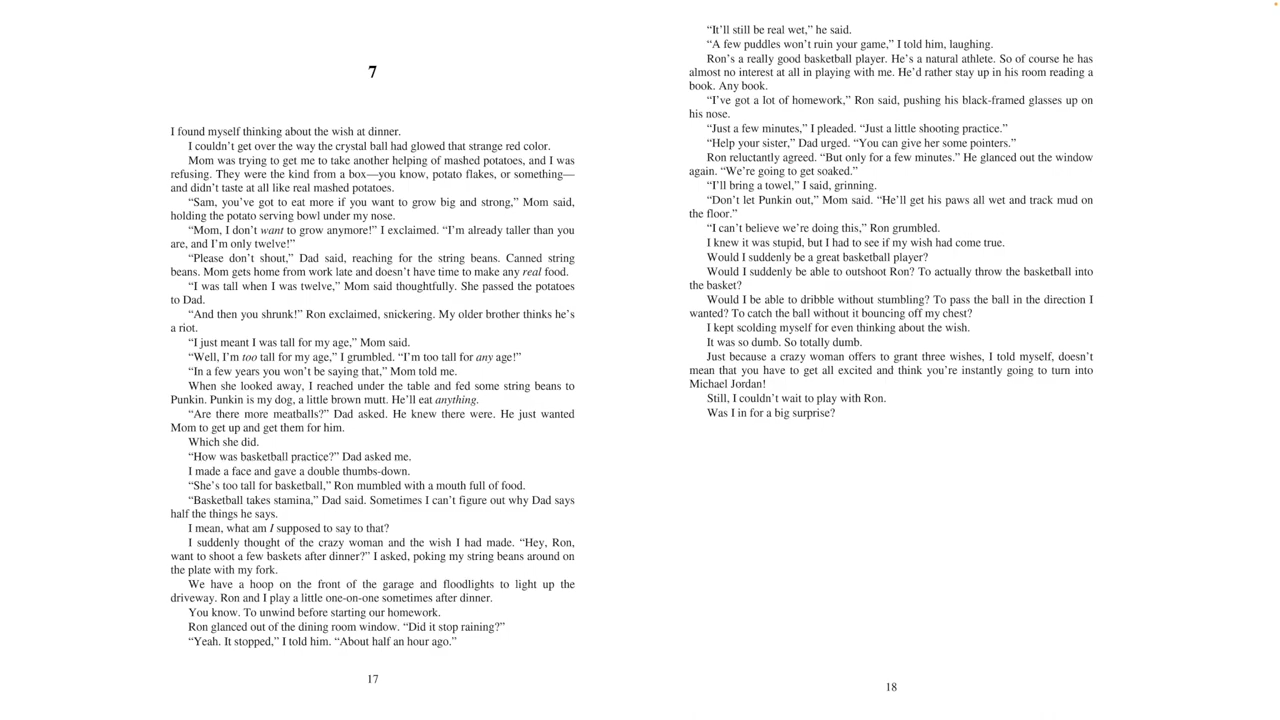 7
I found myself thinking about the wish at dinner.
I couldn’t get over the way the crystal ball had glowed that strange red color.
Mom was trying to get me to take another helping of mashed potatoes, and I was
refusing. They were the kind from a box—you know, potato flakes, or something—
and didn’t taste at all like real mashed potatoes.
“Sam, you’ve got to eat more if you want to grow big and strong,” Mom said,
holding the potato serving bowl under my nose.
“Mom, I don’t want to grow anymore!” I exclaimed. “I’m already taller than you
are, and I’m only twelve!”
“Please don’t shout,” Dad said, reaching for the string beans. Canned string
beans. Mom gets home from work late and doesn’t have time to make any real food.
“I was tall when I was twelve,” Mom said thoughtfully. She passed the potatoes
to Dad.
“And then you shrunk!” Ron exclaimed, snickering. My older brother thinks he’s
a riot.
“I just meant I was tall for my age,” Mom said.
“Well, I’m too tall for my age,” I grumbled. “I’m too tall for any age!”
“In a few years you won’t be saying that,” Mom told me.
When she looked away, I reached under the table and fed some string beans to
Punkin. Punkin is my dog, a little brown mutt. He’ll eat anything.
“Are there more meatballs?” Dad asked. He knew there were. He just wanted
Mom to get up and get them for him.
Which she did.
“How was basketball practice?” Dad asked me.
I made a face and gave a double thumbs-down.
“She’s too tall for basketball,” Ron mumbled with a mouth full of food.
“Basketball takes stamina,” Dad said. Sometimes I can’t figure out why Dad says
half the things he says.
I mean, what am I supposed to say to that?
I suddenly thought of the crazy woman and the wish I had made. “Hey, Ron,
want to shoot a few baskets after dinner?” I asked, poking my string beans around on
the plate with my fork.
We have a hoop on the front of the garage and floodlights to light up the
driveway. Ron and I play a little one-on-one sometimes after dinner.
You know. To unwind before starting our homework.
Ron glanced out of the dining room window. “Did it stop raining?”
“Yeah. It stopped,” I told him. “About half an hour ago.”
17
“It’ll still be real wet,” he said.
“A few puddles won’t ruin your game,” I told him, laughing.
Ron’s a really good basketball player. He’s a natural athlete. So of course he has
almost no interest at all in playing with me. He’d rather stay up in his room reading a
book. Any book.
“I’ve got a lot of homework,” Ron said, pushing his black-framed glasses up on
his nose.
“Just a few minutes,” I pleaded. “Just a little shooting practice.”
“Help your sister,” Dad urged. “You can give her some pointers.”
Ron reluctantly agreed. “But only for a few minutes.” He glanced out the window
again. “We’re going to get soaked.”
“I’ll bring a towel,” I said, grinning.
“Don’t let Punkin out,” Mom said. “He’ll get his paws all wet and track mud on
the floor.”
“I can’t believe we’re doing this,” Ron grumbled.
I knew it was stupid, but I had to see if my wish had come true.
Would I suddenly be a great basketball player?
Would I suddenly be able to outshoot Ron? To actually throw the basketball into
the basket?
Would I be able to dribble without stumbling? To pass the ball in the direction I
wanted? To catch the ball without it bouncing off my chest?
I kept scolding myself for even thinking about the wish.
It was so dumb. So totally dumb.
Just because a crazy woman offers to grant three wishes, I told myself, doesn’t
mean that you have to get all excited and think you’re instantly going to turn into
Michael Jordan!
Still, I couldn’t wait to play with Ron.
Was I in for a big surprise?
18